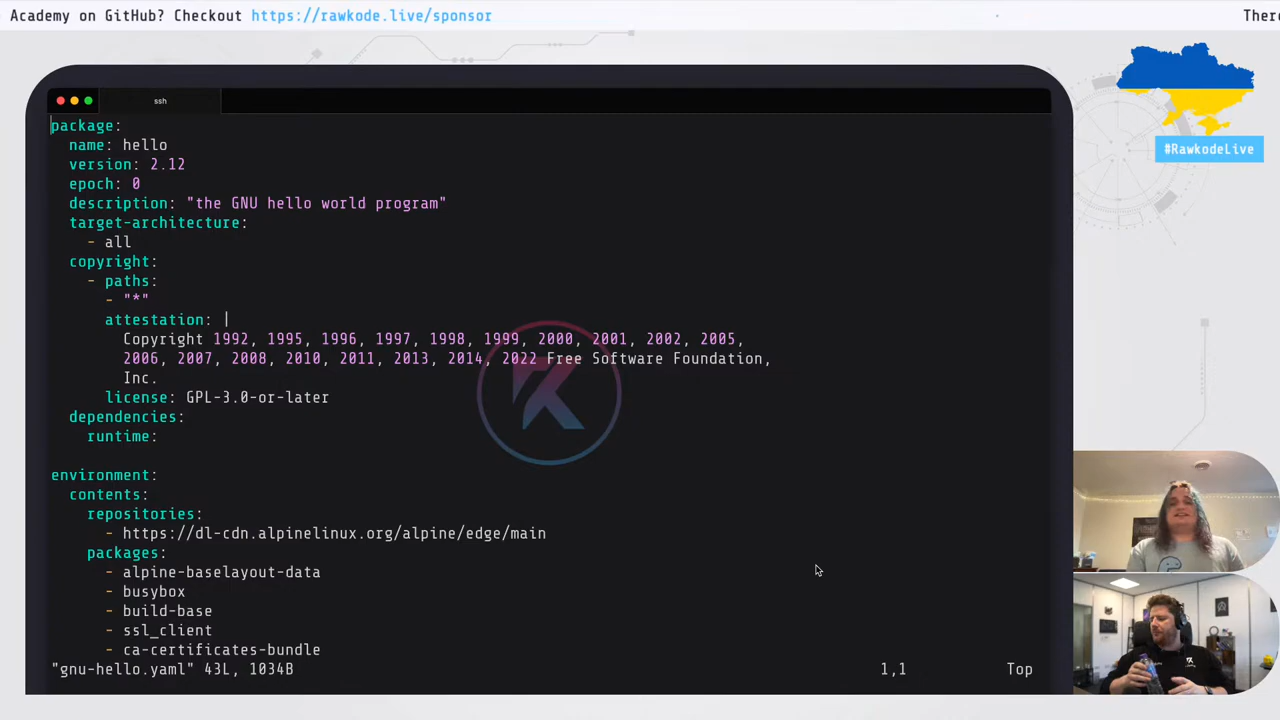 Academy on GitHub? Checkout https://rawkode.live/sponsor
There
ssh
#RawkodeLive
package:
name: hello
version: 2.12
epoch: 0
description: "the GNU hello world program"
target-architecture:
- all
copyright:
- paths:
- "*"
attestation: |
Copyright 1992, 1995, 1996, 1997, 1998, 1999, 2000, 2001, 2002, 2005,
2006, 2007, 2008, 2010, 2011, 2013, 2014, 2022 Free Software Foundation,
Inc.
license: GPL-3.0-or-later
dependencies:
runtime:
environment:
contents:
repositories:
- https://dl-cdn.alpinelinux.org/alpine/edge/main
packages:
- alpine-baselayout-data
- busybox
- build-base
- ssl_client
- ca-certificates-bundle
"gnu-hello.yaml" 43L, 1034B 1,1 Top